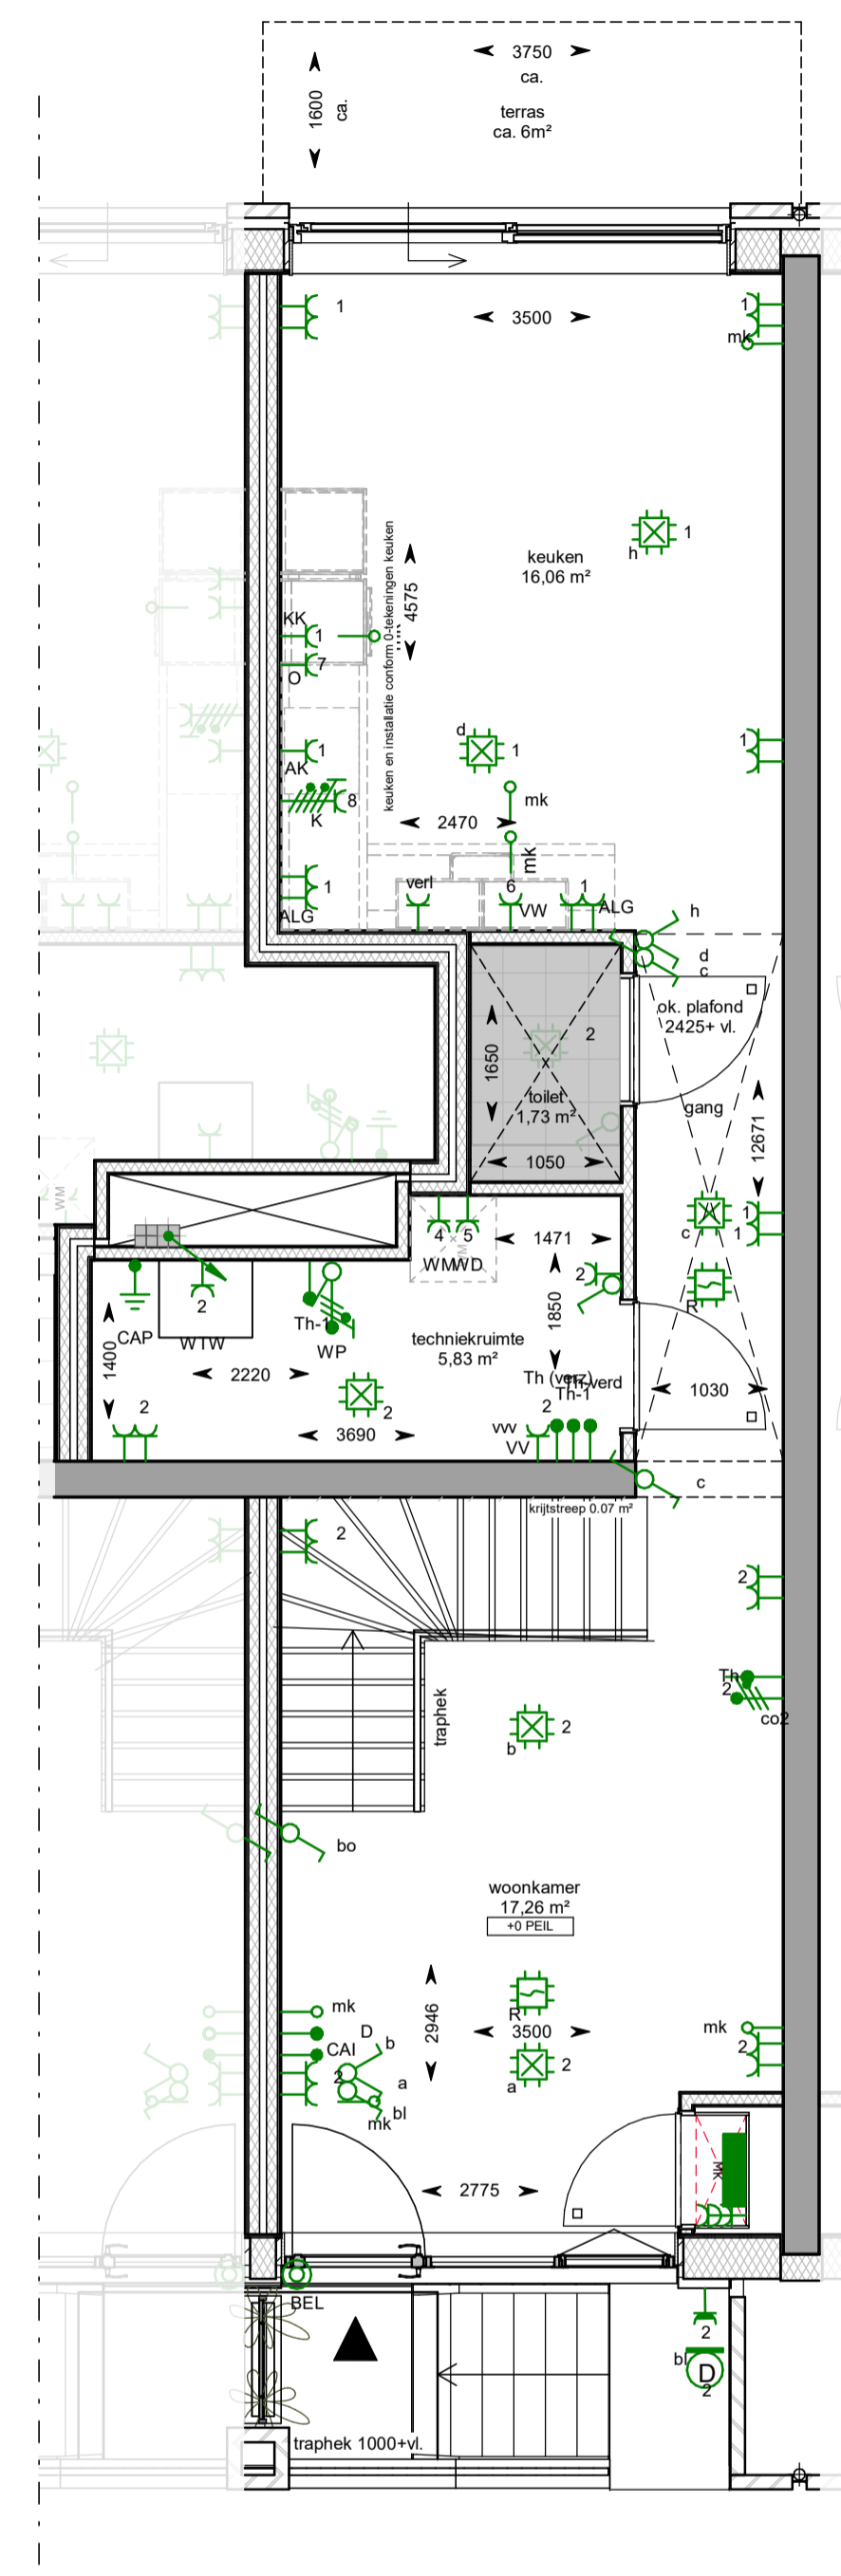 3750
ca.
1600
ca.
terras
ca. 6m²
1
3500
1
mk
keuken en installatie conform 0-tekeningen keuken
4575
keuken
16,06 m²
h
1
KK
1
7
O
d
1
1
1
AK
8
K
mk
2470
mk
verl
6
VW
1
ALG
1
ALG
h
d
c
ok. plafond
2425+ vl.
1650
2
toilet
1,73 m²
1050
gang
12671
WM
4
5
WM
WD
WM
1471
c
1
1
R
2
1850
CAP
2
WTW
Th-1
WP
techniekruimte
5,83 m²
1400
2220
Th (verz)
Th verd
Th-1
1030
2
2
3690
2
VV
c
krijtstreep 0.07 m²
2
2
traphek
Th
2
co2
b
2
bo
woonkamer
17,26 m²
+0 PEIL
2946
R
3500
mk
D
b
CAI
2
a
bl
mk
a
2
mk
2
MK
2775
BEL
2
bl
D
2
traphek 1000+vl.